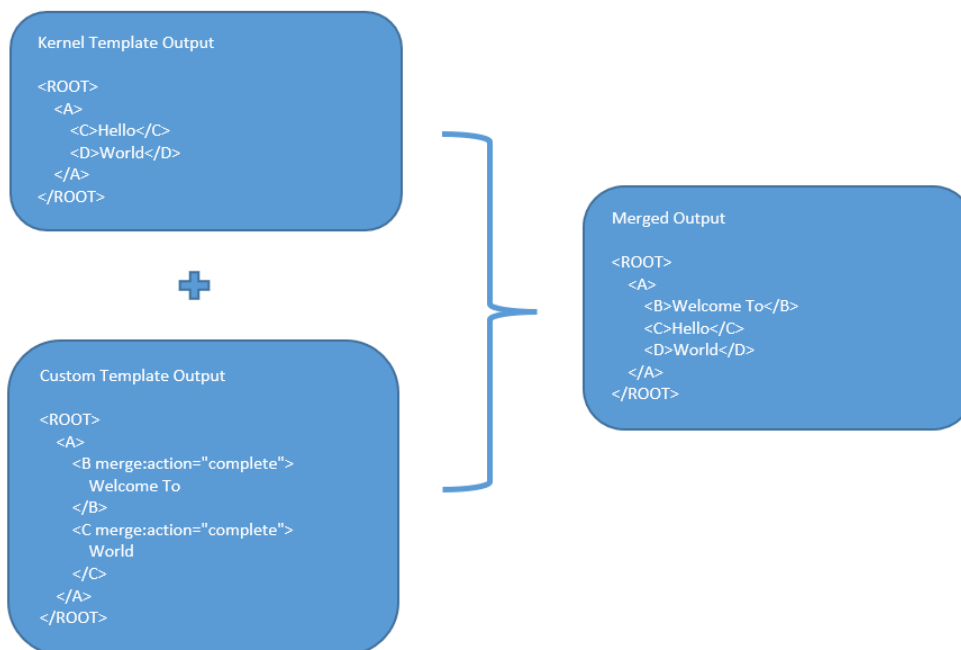 Kernel Template Output
<ROOT>
<A>
<C>Hello</C>
<D>World</D>
</A>
</ROOT>
Custom Template Output
<ROOT>
<A>
<B merge:action="complete">
Welcome To
</B>
<C merge:action="complete">
World
</C>
</A>
</ROOT>
Merged Output
<ROOT>
<A>
<B>Welcome To</B>
<C>Hello</C>
<D>World</D>
</A>
</ROOT>